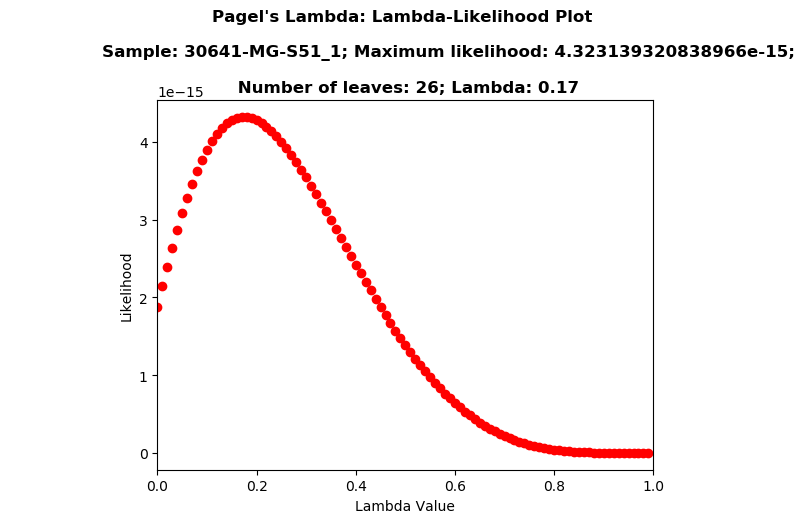 Pagel's Lambda: Lambda-Likelihood Plot
Sample: 30641-MG-S51_1; Maximum likelihood: 4.323139320838966e-15;
Number of leaves: 26; Lambda: 0.17
1e−15
4
3
2
1
0
Likelihood
0.0 0.2 0.4 0.6 0.8 1.0
Lambda Value